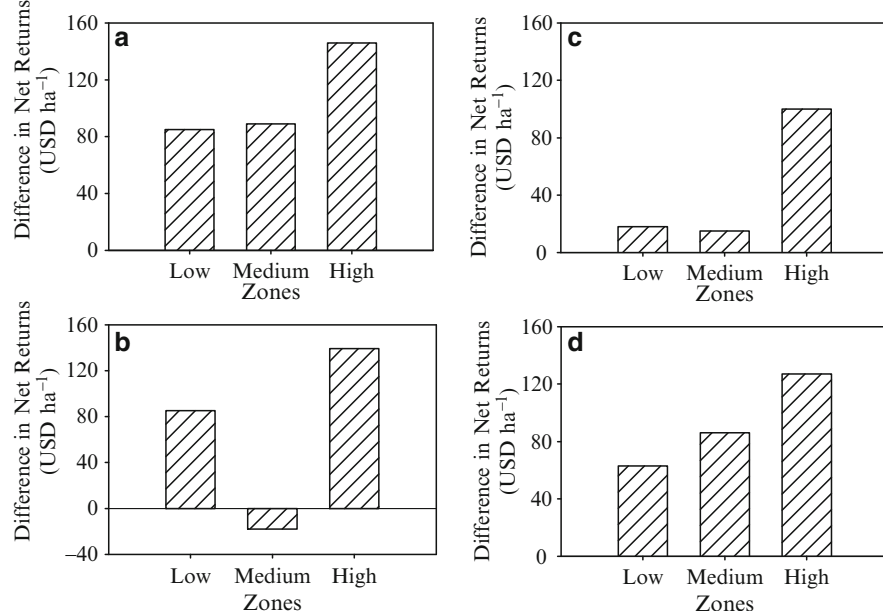 a
Difference in Net Returns
(USD ha⁻¹)
160
120
80
40
0
Low Medium High
Zones
c
Difference in Net Returns
(USD ha⁻¹)
160
120
80
40
0
Low Medium High
Zones
b
Difference in Net Returns
(USD ha⁻¹)
160
120
80
40
0
–40
Low Medium High
Zones
d
Difference in Net Returns
(USD ha⁻¹)
160
120
80
40
0
Low Medium High
Zones